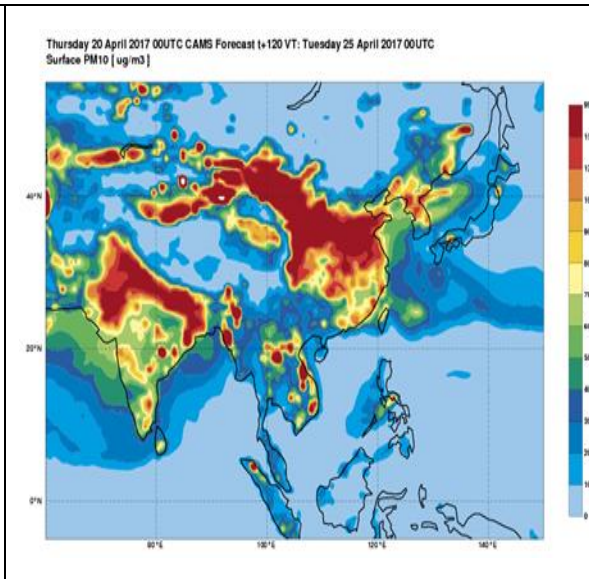 Thursday 20 April 2017 00UTC CAMS Forecast t+120 VT: Tuesday 25 April 2017 00UTC
Surface PM10 [ ug/m3 ]
40°N
20°N
0°N
80°E
100°E
120°E
140°E